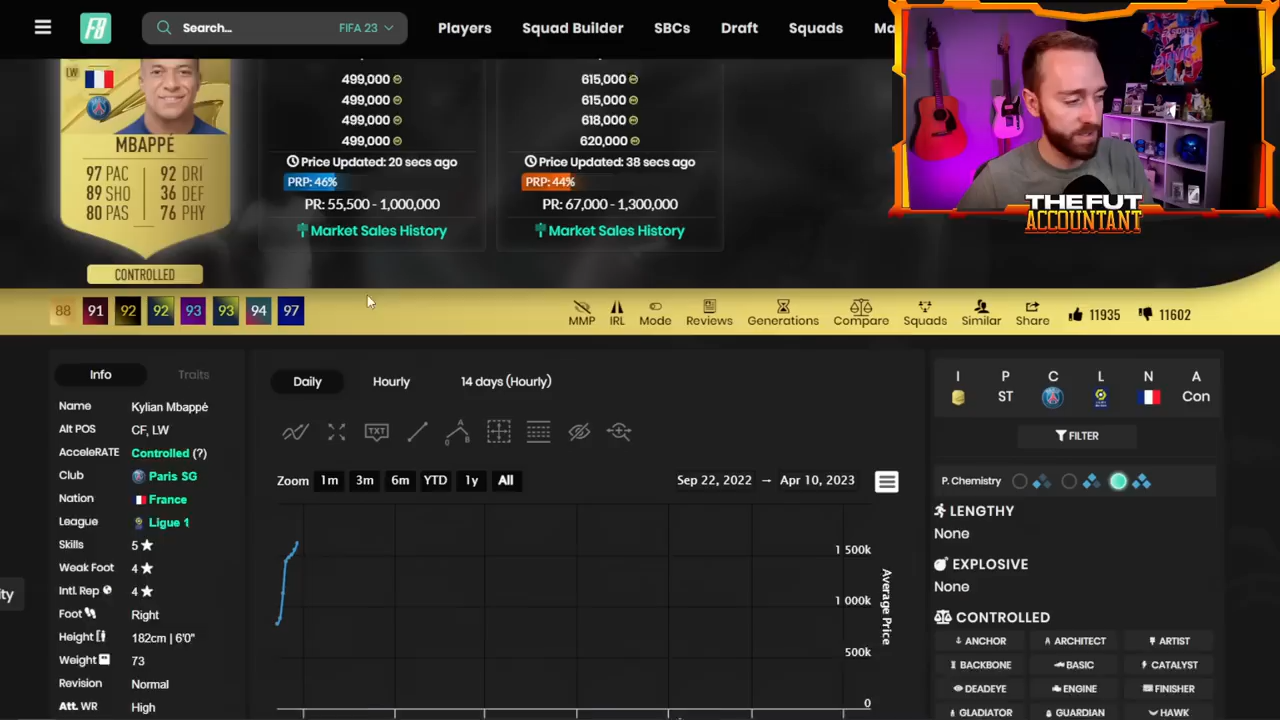 F8
Search...
FIFA 23
Players
Squad Builder
SBCs
Draft
Squads
Ma
LW
MBAPPÉ
97 PAC 92 DRI
89 SHO 36 DEF
80 PAS 76 PHY
CONTROLLED
499,000
499,000
499,000
499,000
Price Updated: 20 secs ago
PRP: 46%
PR: 55,500 - 1,000,000
Market Sales History
615,000
615,000
618,000
620,000
Price Updated: 38 secs ago
PRP: 44%
PR: 67,000 - 1,300,000
Market Sales History
THE FUT
ACCOUNTANT
88 91 92 92 93 93 94 97
MMP
IRL
Mode
Reviews
Generations
Compare
Squads
Similar
Share
11935
11602
Info
Traits
Name Kylian Mbappé
Alt POS CF, LW
AcceleRATE Controlled (?)
Club Paris SG
Nation France
League Ligue 1
Skills 5
Weak Foot 4
Intl. Rep 4
Foot Right
Height 182cm | 6'0"
Weight 73
Revision Normal
Att. WR High
ity
Daily
Hourly
14 days (Hourly)
TXT
Zoom 1m 3m 6m YTD 1y All
Sep 22, 2022 → Apr 10, 2023
1 500k
1 000k
500k
0
Average Price
I P C L N A
ST Con
FILTER
P. Chemistry
LENGTHY
None
EXPLOSIVE
None
CONTROLLED
ANCHOR ARCHITECT ARTIST
BACKBONE BASIC CATALYST
DEADEYE ENGINE FINISHER
GLADIATOR GUARDIAN HAWK